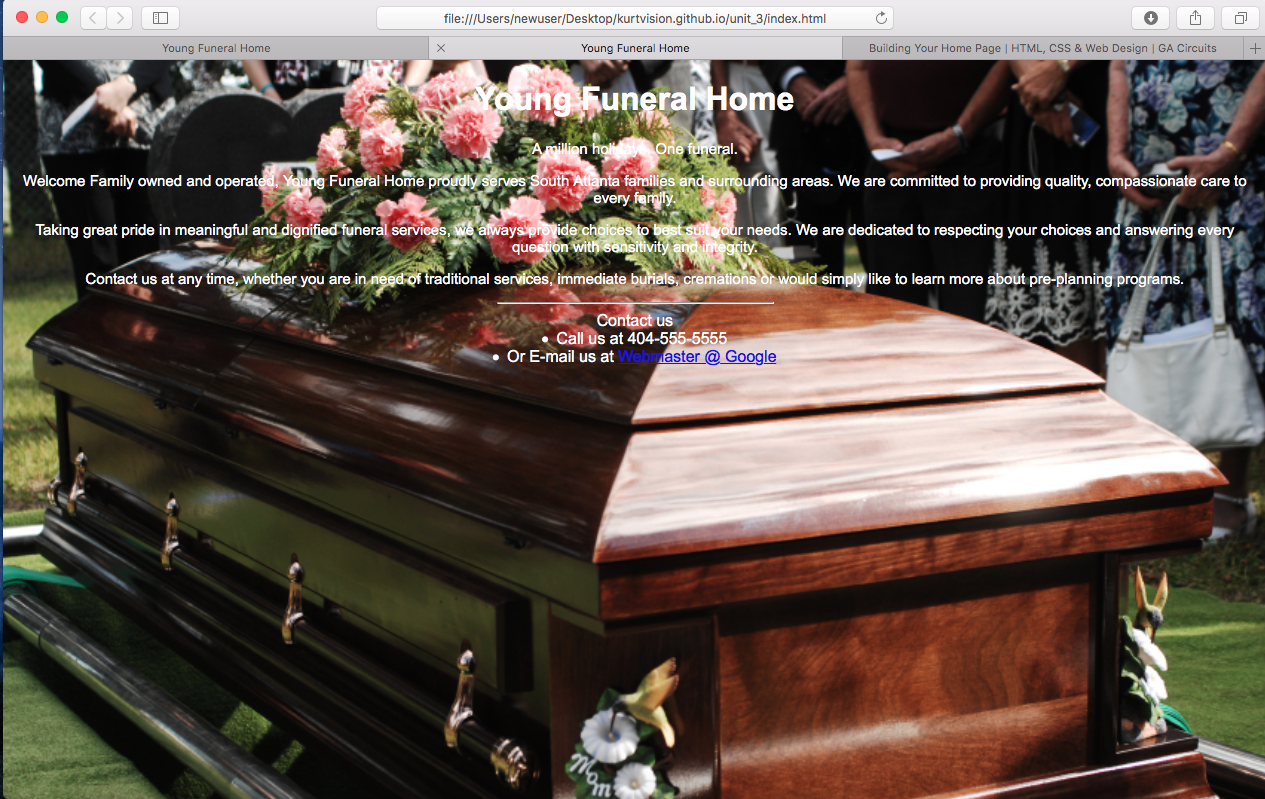 file:///Users/newuser/Desktop/kurtvision.github.io/unit_3/index.html
Young Funeral Home
Young Funeral Home
Building Your Home Page | HTML, CSS & Web Design | GA Circuits
Young Funeral Home
A million holidays. One funeral.
Welcome Family owned and operated, Young Funeral Home proudly serves South Atlanta families and surrounding areas. We are committed to providing quality, compassionate care to
every family.
Taking great pride in meaningful and dignified funeral services, we always provide choices to best suit your needs. We are dedicated to respecting your choices and answering every
question with sensitivity and integrity.
Contact us at any time, whether you are in need of traditional services, immediate burials, cremations or would simply like to learn more about pre-planning programs.
Contact us
• Call us at 404-555-5555
• Or E-mail us at Webmaster @ Google
Mom